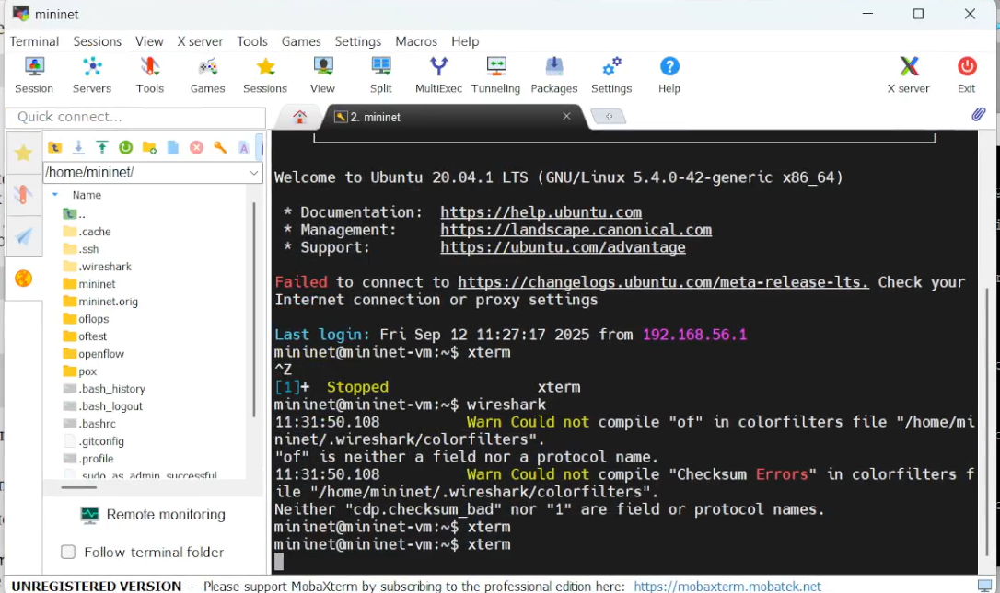 mininet
Terminal Sessions View X server Tools Games Settings Macros Help
Session Servers Tools Games Sessions View Split MultiExec Tunneling Packages Settings Help X server Exit
Quick connect...
2. mininet
/home/mininet/
Name
..
.cache
.ssh
.wireshark
mininet
mininet.orig
oflops
oftest
openflow
pox
.bash_history
.bash_logout
.bashrc
.gitconfig
.profile
.sudo_as_admin_successful
Remote monitoring
Follow terminal folder
Welcome to Ubuntu 20.04.1 LTS (GNU/Linux 5.4.0-42-generic x86_64)
* Documentation: https://help.ubuntu.com
* Management: https://landscape.canonical.com
* Support: https://ubuntu.com/advantage
Failed to connect to https://changelogs.ubuntu.com/meta-release-lts. Check your
Internet connection or proxy settings
Last login: Fri Sep 12 11:27:17 2025 from 192.168.56.1
mininet@mininet-vm:~$ xterm
^Z
[1]+ Stopped xterm
mininet@mininet-vm:~$ wireshark
11:31:50.108 Warn Could not compile "of" in colorfilters file "/home/mi
ninet/.wireshark/colorfilters".
"of" is neither a field nor a protocol name.
11:31:50.108 Warn Could not compile "Checksum Errors" in colorfilters f
ile "/home/mininet/.wireshark/colorfilters".
Neither "cdp.checksum_bad" nor "1" are field or protocol names.
mininet@mininet-vm:~$ xterm
mininet@mininet-vm:~$ xterm
UNREGISTERED VERSION - Please support MobaXterm by subscribing to the professional edition here: https://mobaxterm.mobatek.net